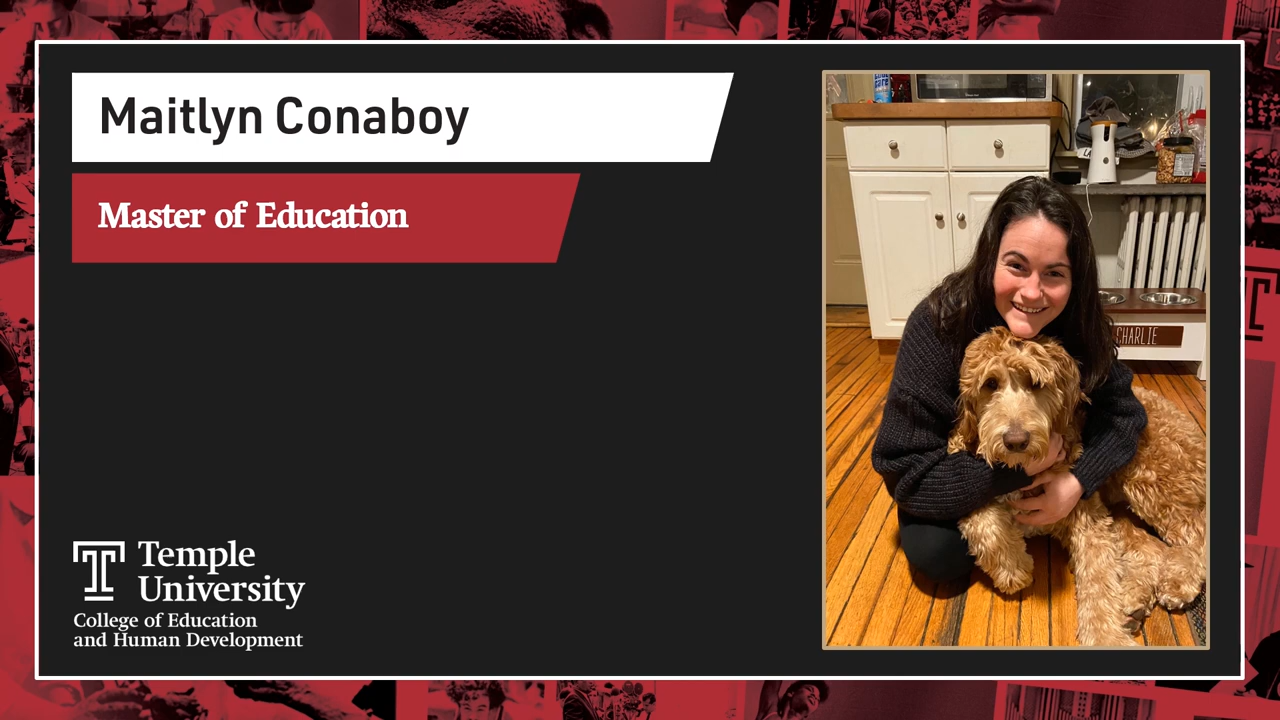 Maitlyn Conaboy
Master of Education
CHARLIE
Temple
University
College of Education
and Human Development